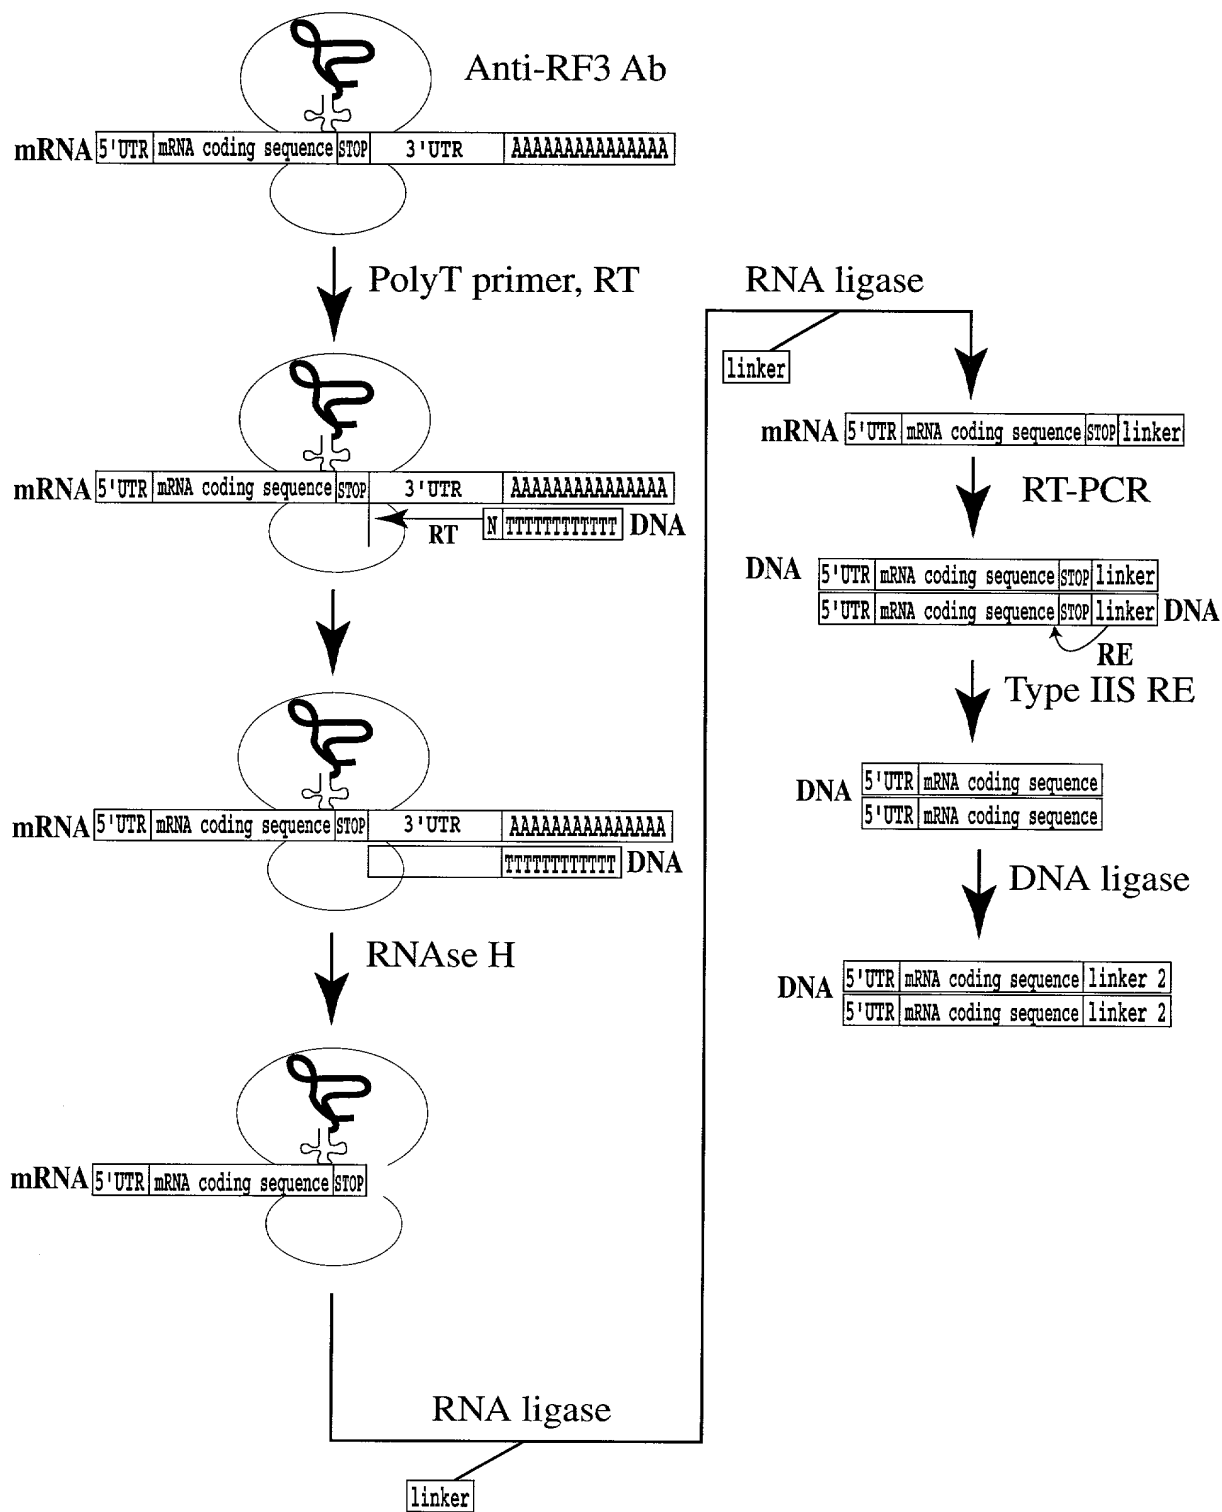 Anti-RF3 Ab
mRNA 5'UTR mRNA coding sequence STOP 3'UTR AAAAAAAAAAAAAAA
PolyT primer, RT
mRNA 5'UTR mRNA coding sequence STOP 3'UTR AAAAAAAAAAAAAAA
RT N TTTTTTTTTTTT DNA
mRNA 5'UTR mRNA coding sequence STOP 3'UTR AAAAAAAAAAAAAAA
TTTTTTTTTTTT DNA
RNAse H
mRNA 5'UTR mRNA coding sequence STOP
RNA ligase
linker
RNA ligase
linker
mRNA 5'UTR mRNA coding sequence STOP linker
RT-PCR
DNA 5'UTR mRNA coding sequence STOP linker
5'UTR mRNA coding sequence STOP linker DNA
RE
Type IIS RE
DNA 5'UTR mRNA coding sequence
5'UTR mRNA coding sequence
DNA ligase
DNA 5'UTR mRNA coding sequence linker 2
5'UTR mRNA coding sequence linker 2